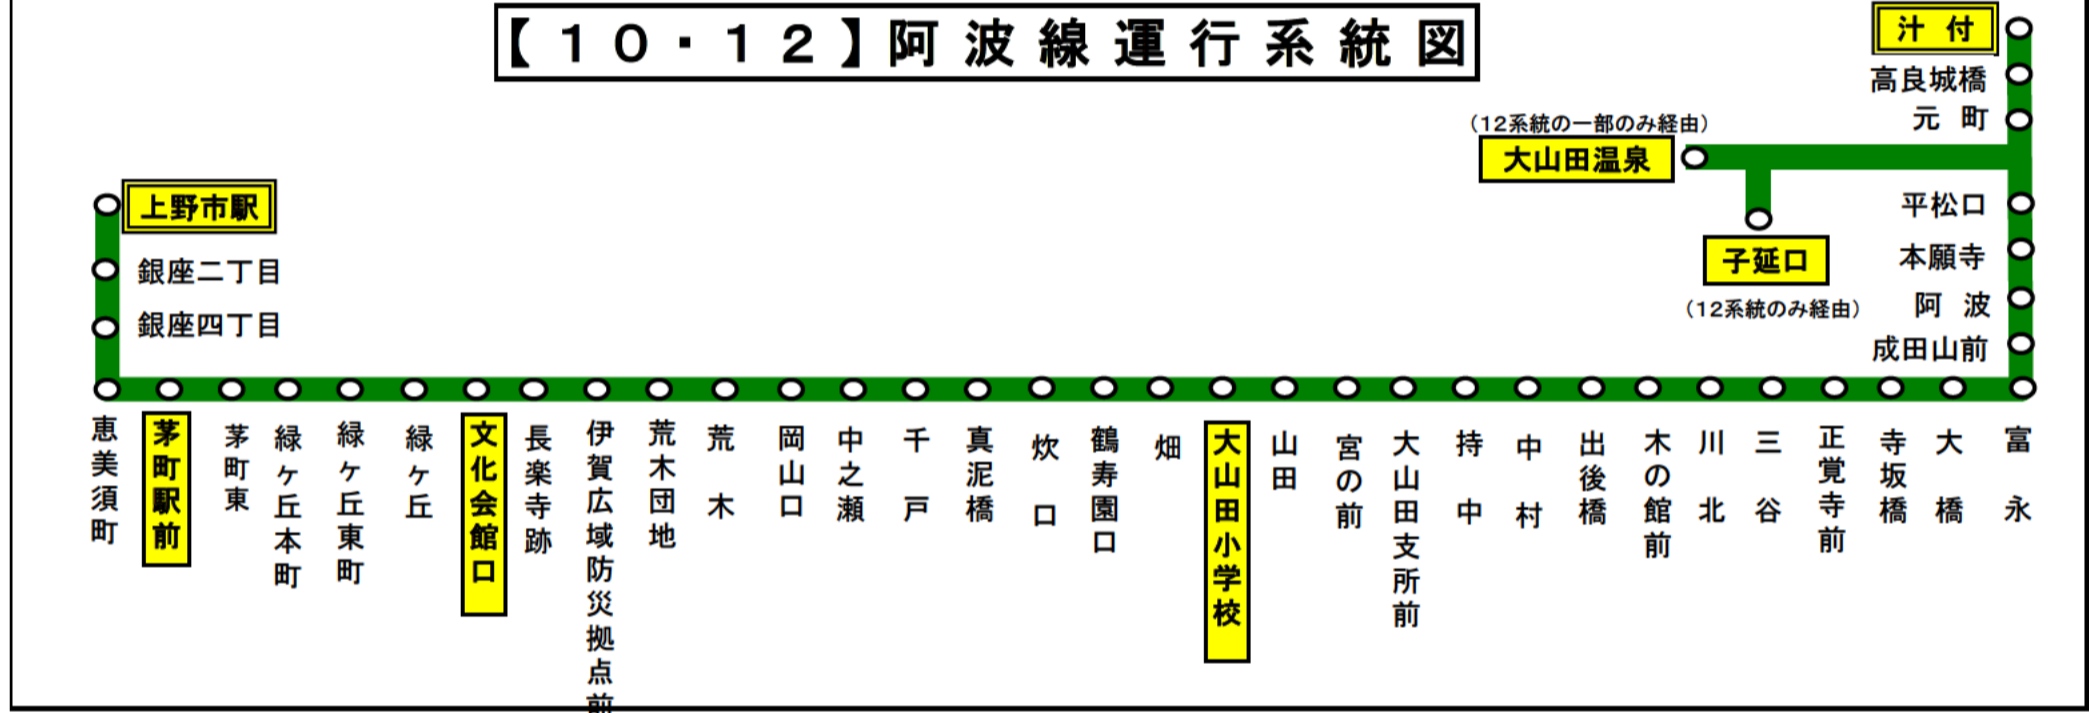 【１０・１２】阿波線運行系統図
汁付
高良城橋
元町
(12系統の一部のみ経由)
大山田温泉
子延口
(12系統のみ経由)
平松口
本願寺
阿波
成田山前
上野市駅
銀座二丁目
銀座四丁目
恵美須町
茅町駅前
茅町東
緑ヶ丘本町
緑ヶ丘東町
緑ヶ丘
文化会館口
長楽寺跡
伊賀広域防災拠点前
荒木団地
荒木
岡山口
中之瀬
千戸
真泥橋
炊口
鶴寿園口
畑
大山田小学校
山田
宮の前
大山田支所前
持中
中村
出後橋
木の館前
川北
三谷
正覚寺前
寺坂橋
大橋
富永